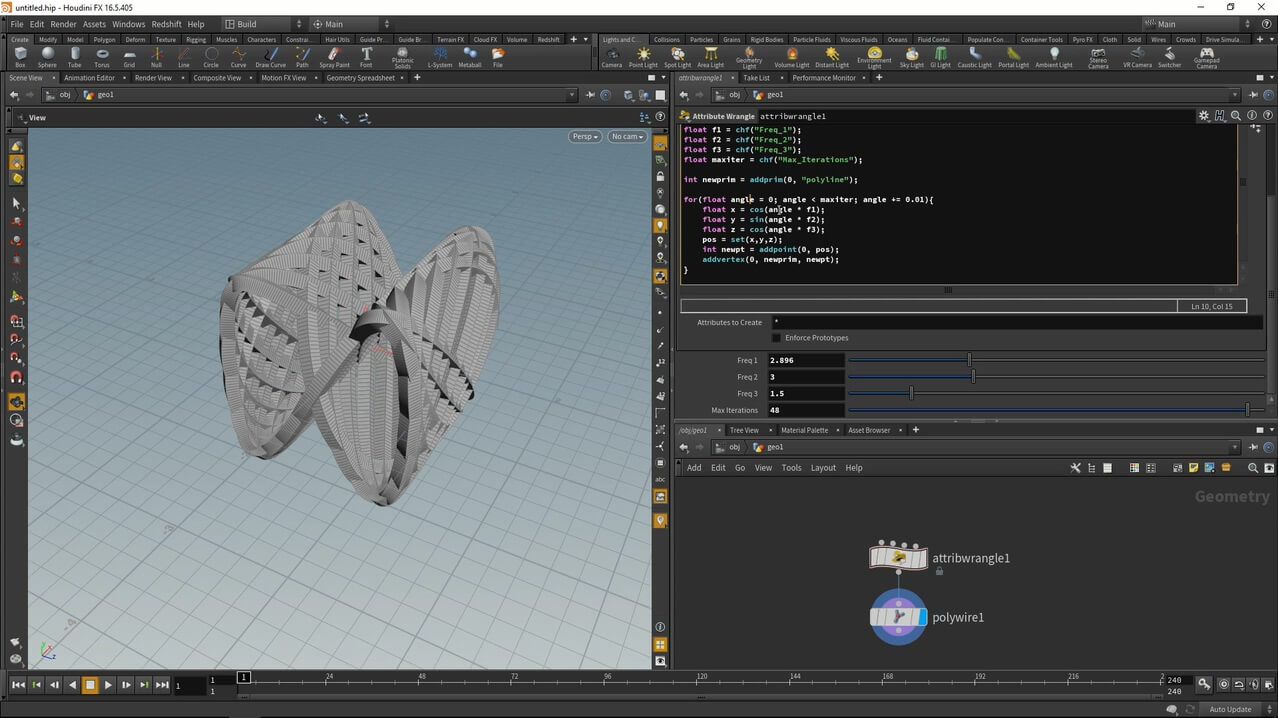 untitled.hip - Houdini FX 16.5.405
File Edit Render Assets Windows Redshift Help Build Main Main
Create Modify Model Polygon Deform Texture Rigging Muscles Characters Constrai... Hair Utils Guide Pr... Guide Br... Terrain FX Cloud FX Volume Redshift
Lights and C... Collisions Particles Grains Rigid Bodies Particle Fluids Viscous Fluids Oceans Fluid Contai... Populate Con... Container Tools Pyro FX Cloth Solid Wires Crowds Drive Simula...
Box Sphere Tube Torus Grid Null Line Circle Curve Draw Curve Path Spray Paint Font Platonic Solids L-System Metaball File
Camera Point Light Spot Light Area Light Geometry Light Volume Light Distant Light Environment Light Sky Light GI Light Caustic Light Portal Light Ambient Light Stereo Camera VR Camera Switcher Gamepad Camera
Scene View Animation Editor Render View Composite View Motion FX View Geometry Spreadsheet
attribwrangle1 Take List Performance Monitor
obj geo1
obj geo1
View
Persp No cam
Attribute Wrangle attribwrangle1
float f1 = chf("Freq_1");
float f2 = chf("Freq_2");
float f3 = chf("Freq_3");
float maxiter = chf("Max_Iterations");
int newprim = addprim(0, "polyline");
for(float angle = 0; angle < maxiter; angle += 0.01){
float x = cos(angle * f1);
float y = sin(angle * f2);
float z = cos(angle * f3);
pos = set(x,y,z);
int newpt = addpoint(0, pos);
addvertex(0, newprim, newpt);
}
Ln 10, Col 15
Attributes to Create *
Enforce Prototypes
Freq 1 2.896
Freq 2 3
Freq 3 1.5
Max Iterations 48
/obj/geo1 Tree View Material Palette Asset Browser
obj geo1
Add Edit Go View Tools Layout Help
Geometry
attribwrangle1
polywire1
abc
1 1 1 1 24 48 72 96 120 144 168 192 216 240
240
Auto Update